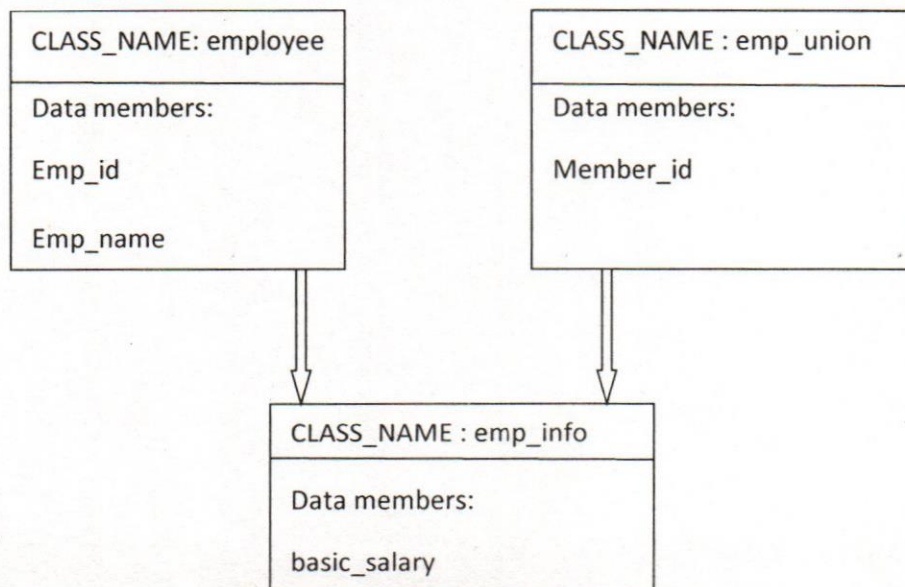 CLASS_NAME: employee
Data members:
Emp_id
Emp_name
CLASS_NAME : emp_union
Data members:
Member_id
CLASS_NAME : emp_info
Data members:
basic_salary